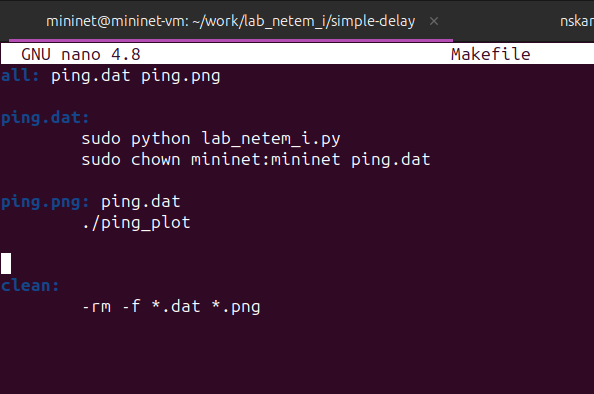 mininet@mininet-vm: ~/work/lab_netem_i/simple-delay × nskar
GNU nano 4.8 Makefile
all: ping.dat ping.png
ping.dat:
sudo python lab_netem_i.py
sudo chown mininet:mininet ping.dat
ping.png: ping.dat
./ping_plot
clean:
-rm -f *.dat *.png